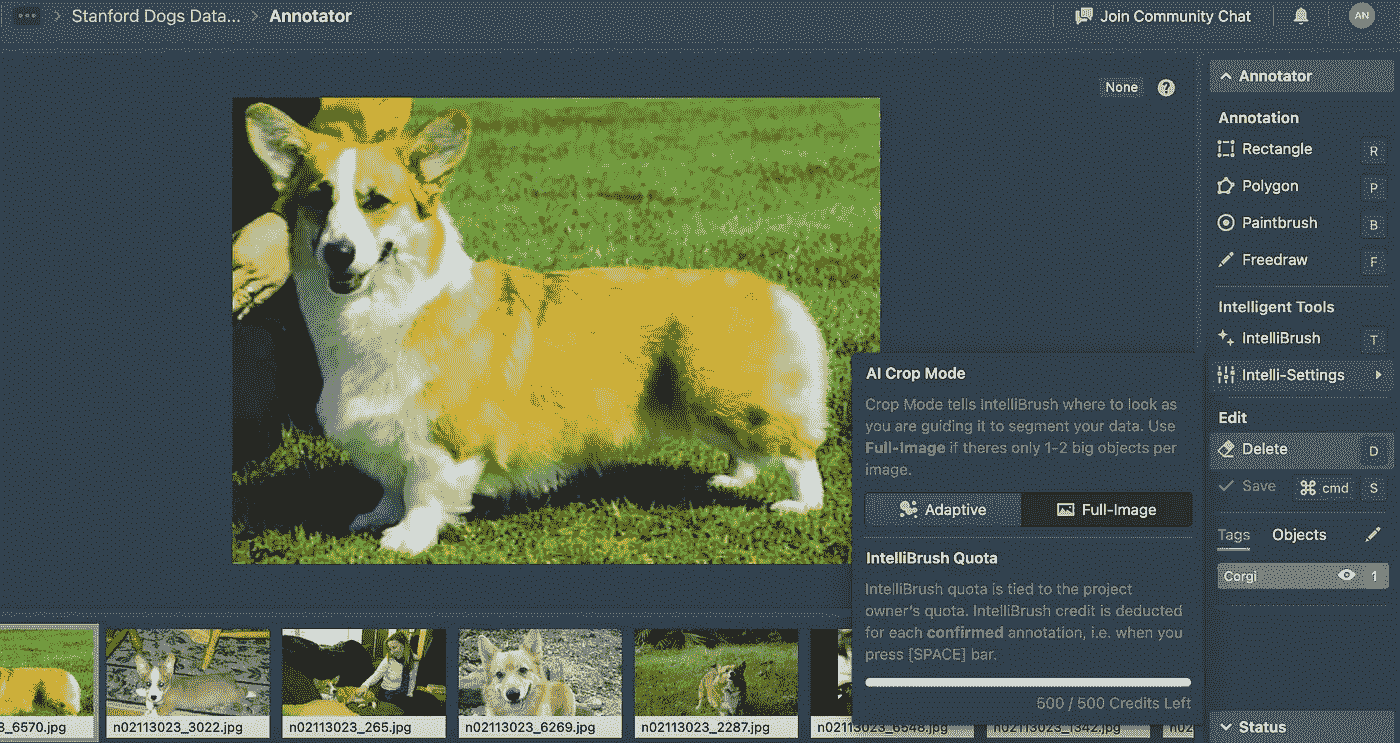 Stanford Dogs Data... > Annotator
Join Community Chat
AN
None
?
Annotator
Annotation
Rectangle R
Polygon P
Paintbrush B
Freedraw F
Intelligent Tools
IntelliBrush T
Intelli-Settings
Edit
Delete D
Save ⌘ cmd S
Tags Objects
Corgi 1
Status
AI Crop Mode
Crop Mode tells IntelliBrush where to look as
you are guiding it to segment your data. Use
Full-Image if theres only 1-2 big objects per
image.
Adaptive Full-Image
IntelliBrush Quota
IntelliBrush quota is tied to the project
owner's quota. IntelliBrush credit is deducted
for each confirmed annotation, i.e. when you
press [SPACE] bar.
500 / 500 Credits Left
3_6570.jpg
n02113023_3022.jpg
n02113023_265.jpg
n02113023_6269.jpg
n02113023_2287.jpg
n02113023_6548.jpg
n02113023_1342.jpg
n02